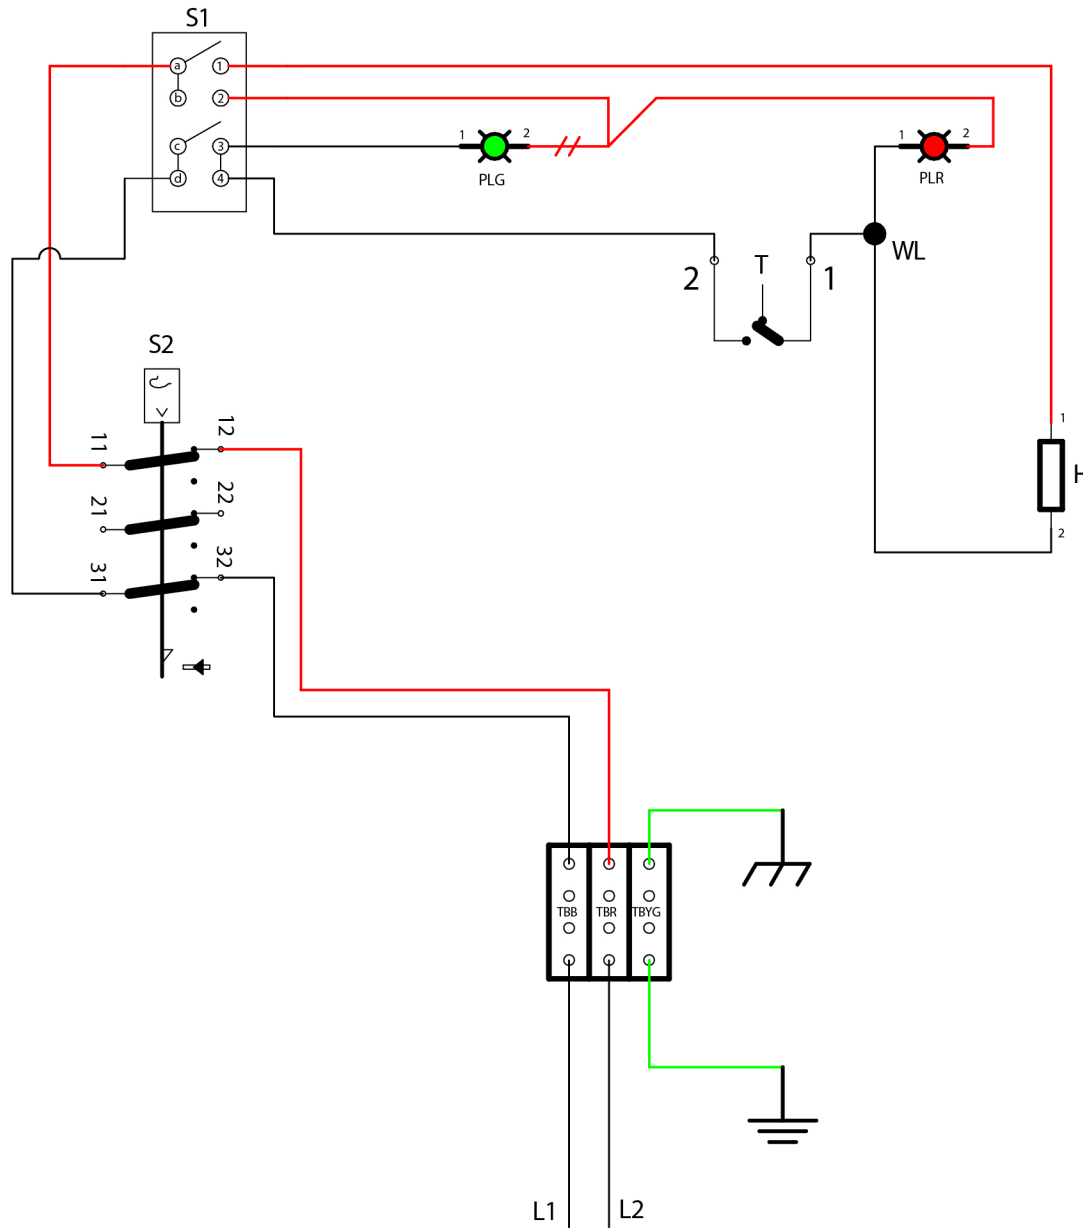 S1
a 1
b 2
c 3
d 4
1 2
PLG
1 2
PLR
WL
T
2 1
S2
11 12
21 22
31 32
1
H
2
TBB TBR TBYG
L1 L2